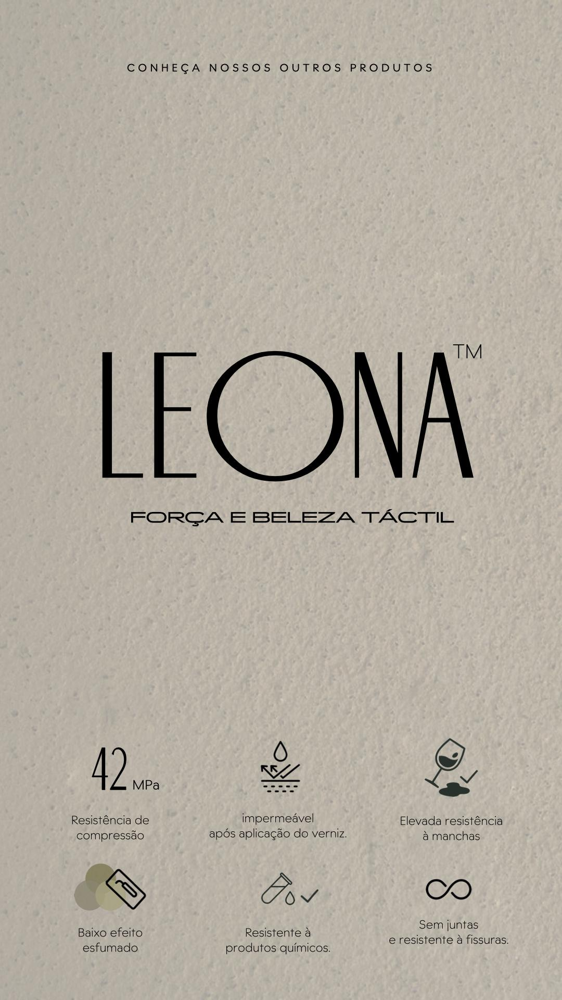 CONHEÇA NOSSOS OUTROS PRODUTOS
LEONA™
FORÇA E BELEZA TÁCTIL
42 MPa
Resistência de
compressão
impermeável
após aplicação do verniz.
Elevada resistência
à manchas
Baixo efeito
esfumado
Resistente à
produtos químicos.
Sem juntas
e resistente à fissuras.